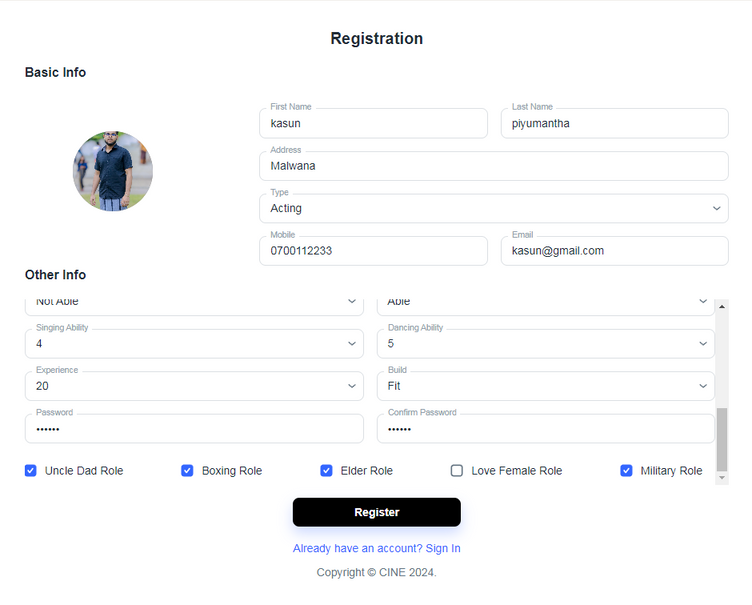 Registration
Basic Info
First Name
kasun
Last Name
piyumantha
Address
Malwana
Type
Acting
Mobile
0700112233
Email
kasun@gmail.com
Other Info
Not Able
Able
Singing Ability
4
Dancing Ability
5
Experience
20
Build
Fit
Password
••••••
Confirm Password
••••••
Uncle Dad Role
Boxing Role
Elder Role
Love Female Role
Military Role
Register
Already have an account? Sign In
Copyright © CINE 2024.